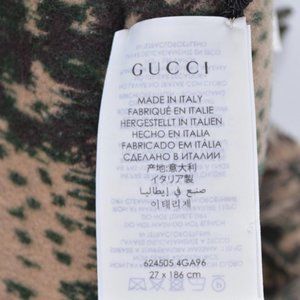 GUCCI
MADE IN ITALY
FABRIQUÉ EN ITALIE
HERGESTELLT IN ITALIEN
HECHO EN ITALIA
FABRICADO EM ITÁLIA
СДЕЛАНО В ИТАЛИИ
产地:意大利
イタリア製
صنع في إيطاليا
이태리제
624505 4GA96
27 x 186 cm